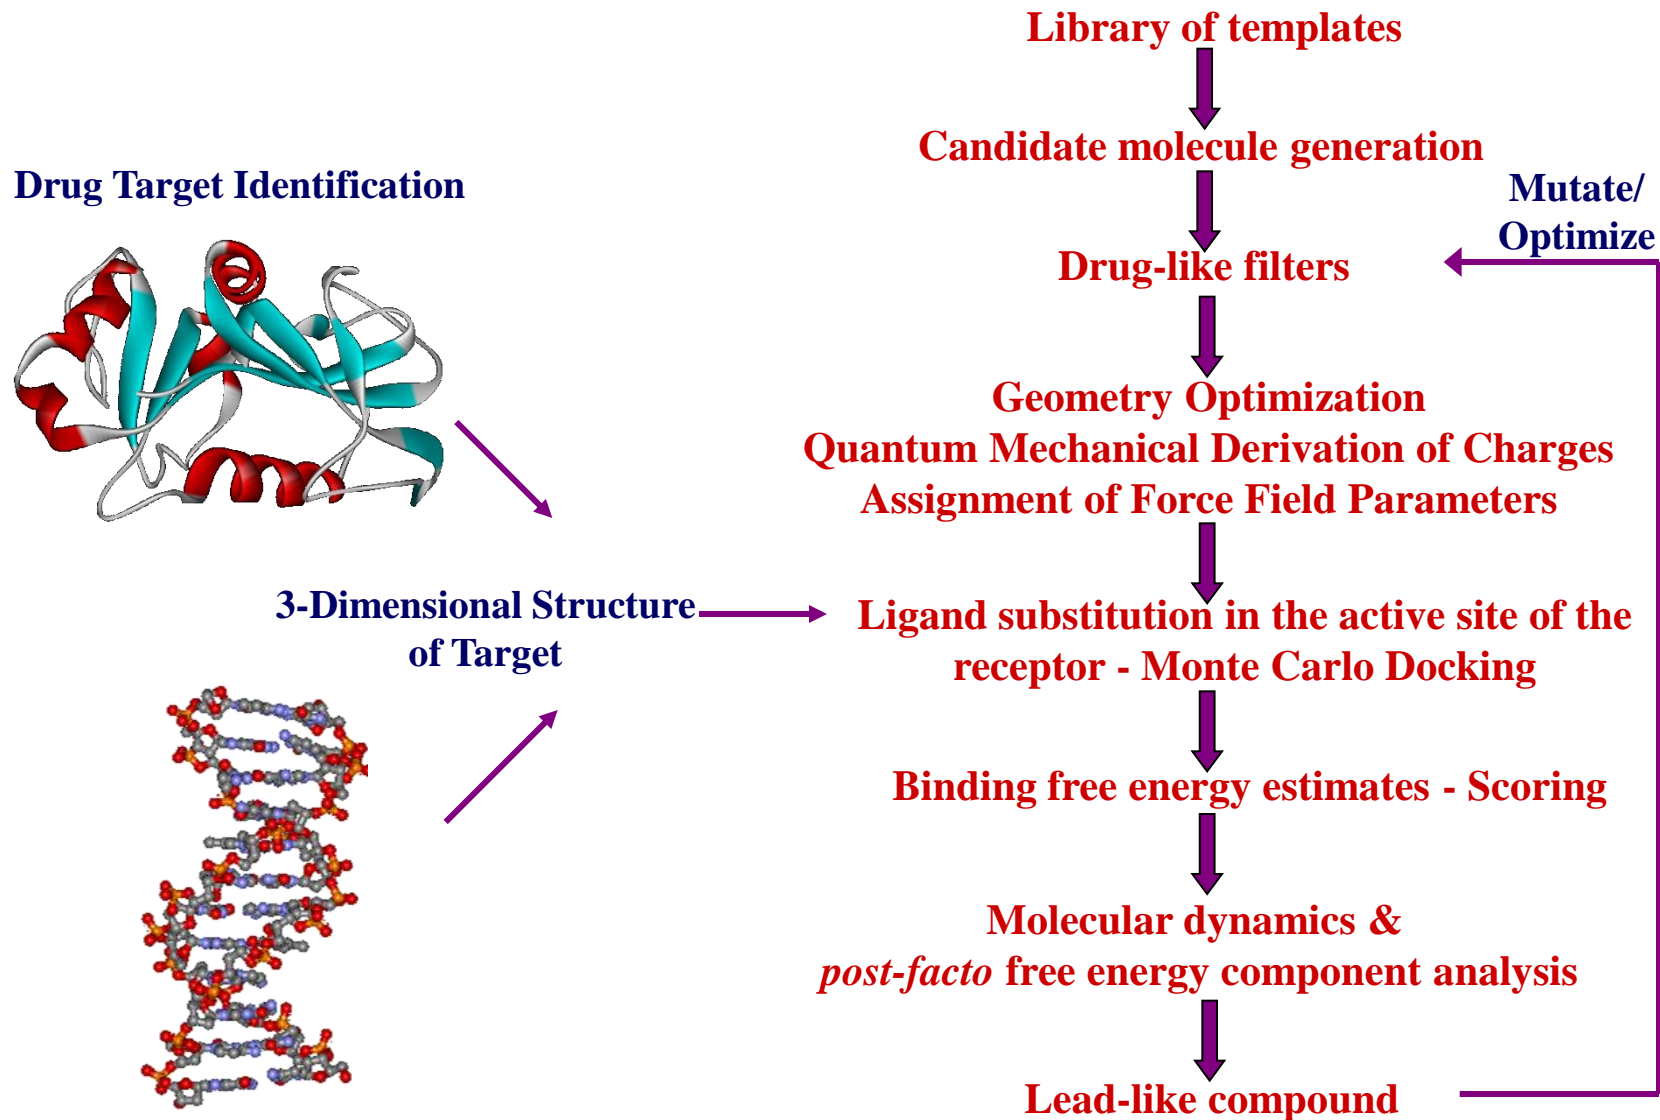 Library of templates
Candidate molecule generation
Drug Target Identification
Mutate/
Optimize
Drug-like filters
Geometry Optimization
Quantum Mechanical Derivation of Charges
Assignment of Force Field Parameters
3-Dimensional Structure
of Target
Ligand substitution in the active site of the
receptor - Monte Carlo Docking
Binding free energy estimates - Scoring
Molecular dynamics &
post-facto free energy component analysis
Lead-like compound